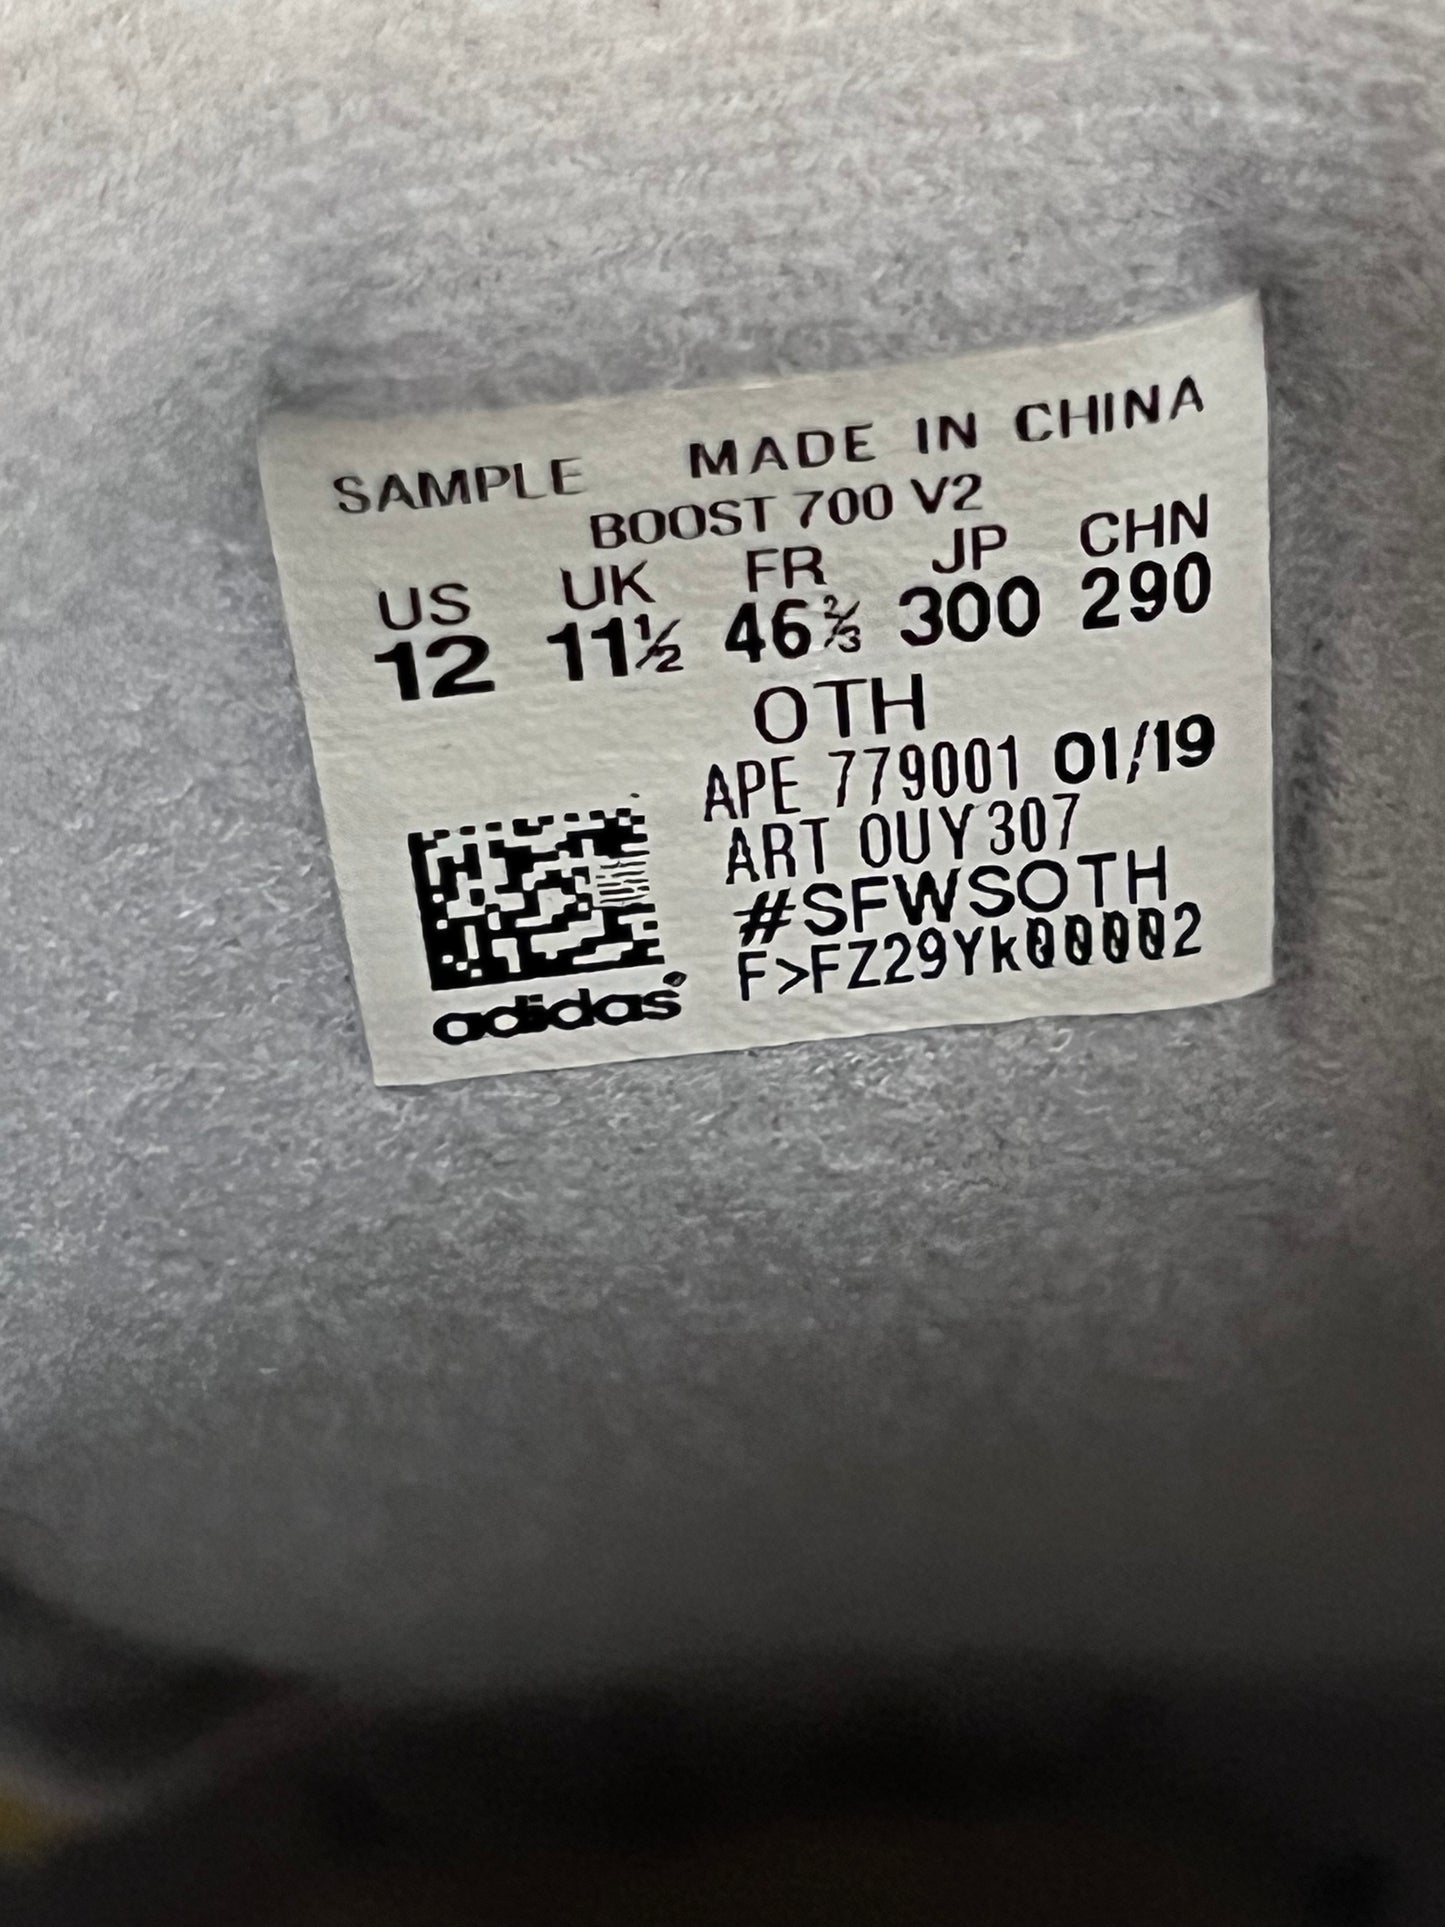 SAMPLE MADE IN CHINA
BOOST 700 V2
US UK FR JP CHN
12 11½ 46⅔ 300 290
OTH
APE 779001 01/19
ART 0UY307
#SFWSOTH
F>FZ29Yk00002
adidas